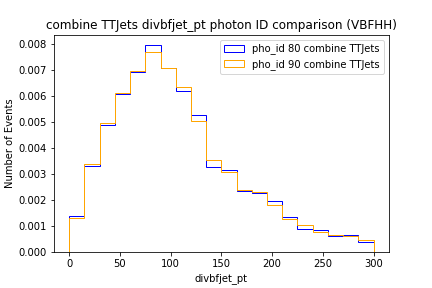 combine TTJets divbfjet_pt photon ID comparison (VBFHH)
pho_id 80 combine TTJets
pho_id 90 combine TTJets
Number of Events
0.008
0.007
0.006
0.005
0.004
0.003
0.002
0.001
0.000
0 50 100 150 200 250 300
divbfjet_pt